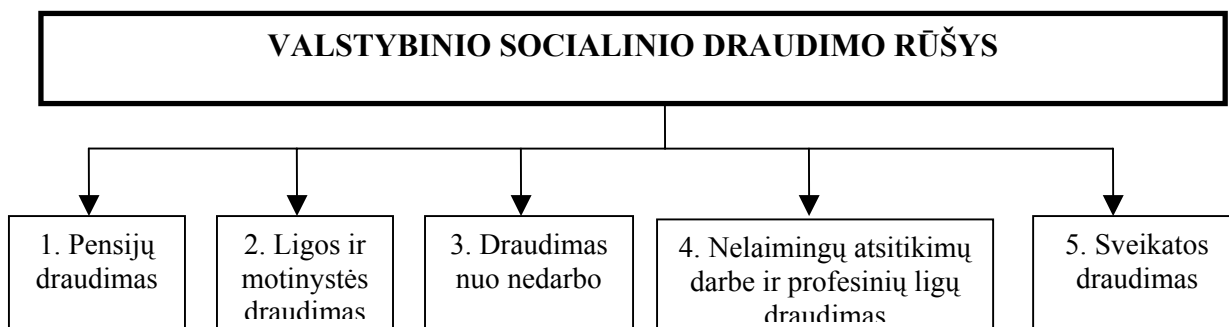 VALSTYBINIO SOCIALINIO DRAUDIMO RŪŠYS
1. Pensijų
draudimas
2. Ligos ir
motinystės
draudimas
3. Draudimas
nuo nedarbo
4. Nelaimingų atsitikimų
darbe ir profesinių ligų
draudimas
5. Sveikatos
draudimas